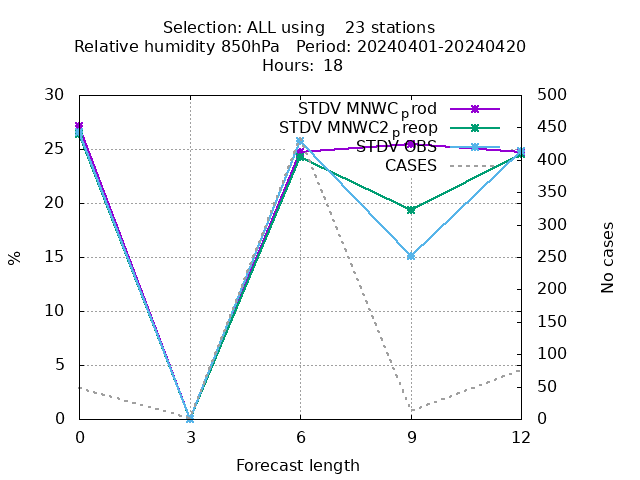 Selection: ALL using 23 stations
Relative humidity 850hPa Period: 20240401-20240420
Hours: 18
STDV MNWC_prod
STDV MNWC2_preop
STDV OBS
CASES
%
No cases
30
25
20
15
10
5
0
500
450
400
350
300
250
200
150
100
50
0
0 3 6 9 12
Forecast length